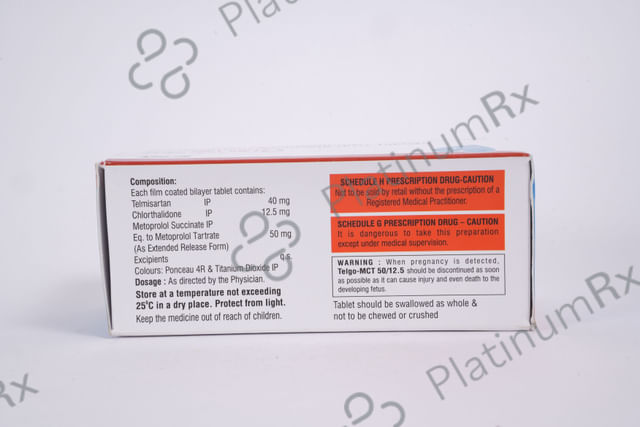 PlatinumRx
Composition:
Each film coated bilayer tablet contains:
Telmisartan IP 40 mg
Chlorthalidone IP 12.5 mg
Metoprolol Succinate IP
Eq. to Metoprolol Tartrate 50 mg
(As Extended Release Form)
Excipients q.s.
Colours: Ponceau 4R & Titanium Dioxide IP
Dosage : As directed by the Physician.
Store at a temperature not exceeding
25°C in a dry place. Protect from light.
Keep the medicine out of reach of children.
SCHEDULE H PRESCRIPTION DRUG-CAUTION
Not to be sold by retail without the prescription of a
Registered Medical Practitioner.
SCHEDULE G PRESCRIPTION DRUG – CAUTION
It is dangerous to take this preparation
except under medical supervision.
WARNING : When pregnancy is detected,
Telgo-MCT 50/12.5 should be discontinued as soon
as possible as it can cause injury and even death to the
developing fetus.
Tablet should be swallowed as whole &
not to be chewed or crushed
PlatinumRx
PlatinumRx
Rx